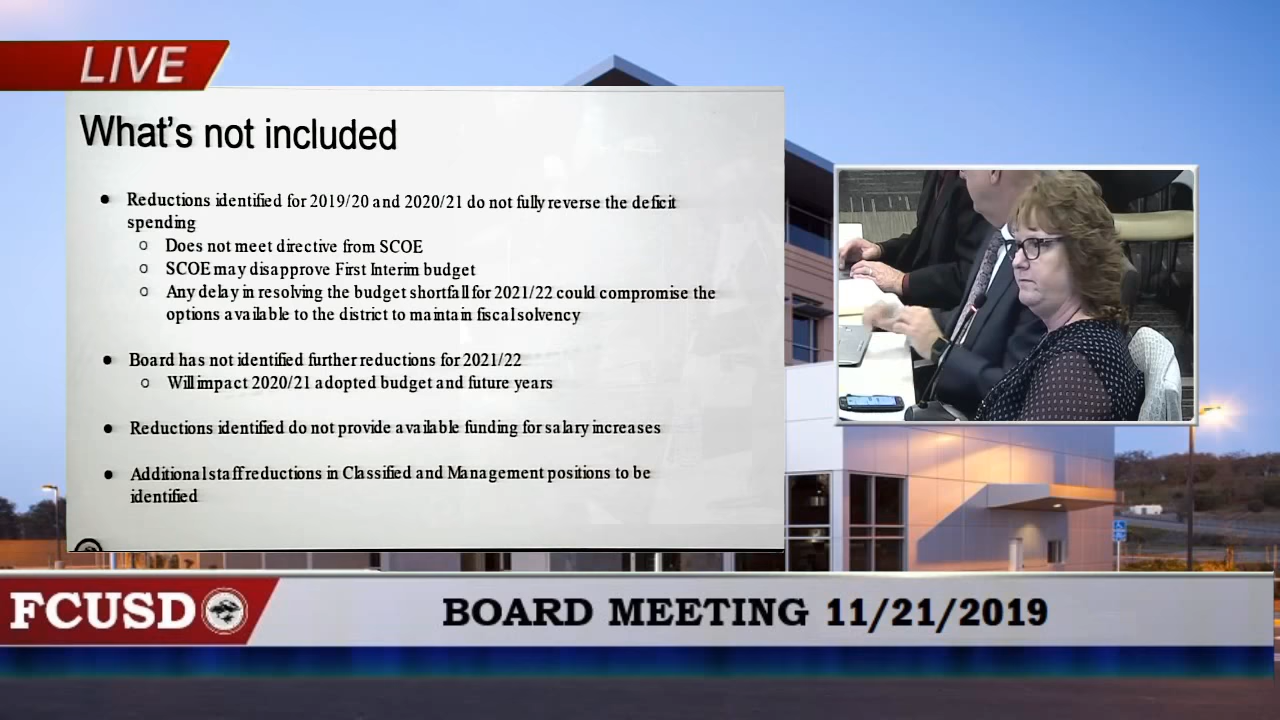 LIVE
What's not included
● Reductions identified for 2019/20 and 2020/21 do not fully reverse the deficit
spending
o Does not meet directive from SCOE
o SCOE may disapprove First Interim budget
o Any delay in resolving the budget shortfall for 2021/22 could compromise the
options available to the district to maintain fiscal solvency
● Board has not identified further reductions for 2021/22
o Will impact 2020/21 adopted budget and future years
● Reductions identified do not provide available funding for salary increases
● Additional staff reductions in Classified and Management positions to be
identified
FCUSD
BOARD MEETING 11/21/2019